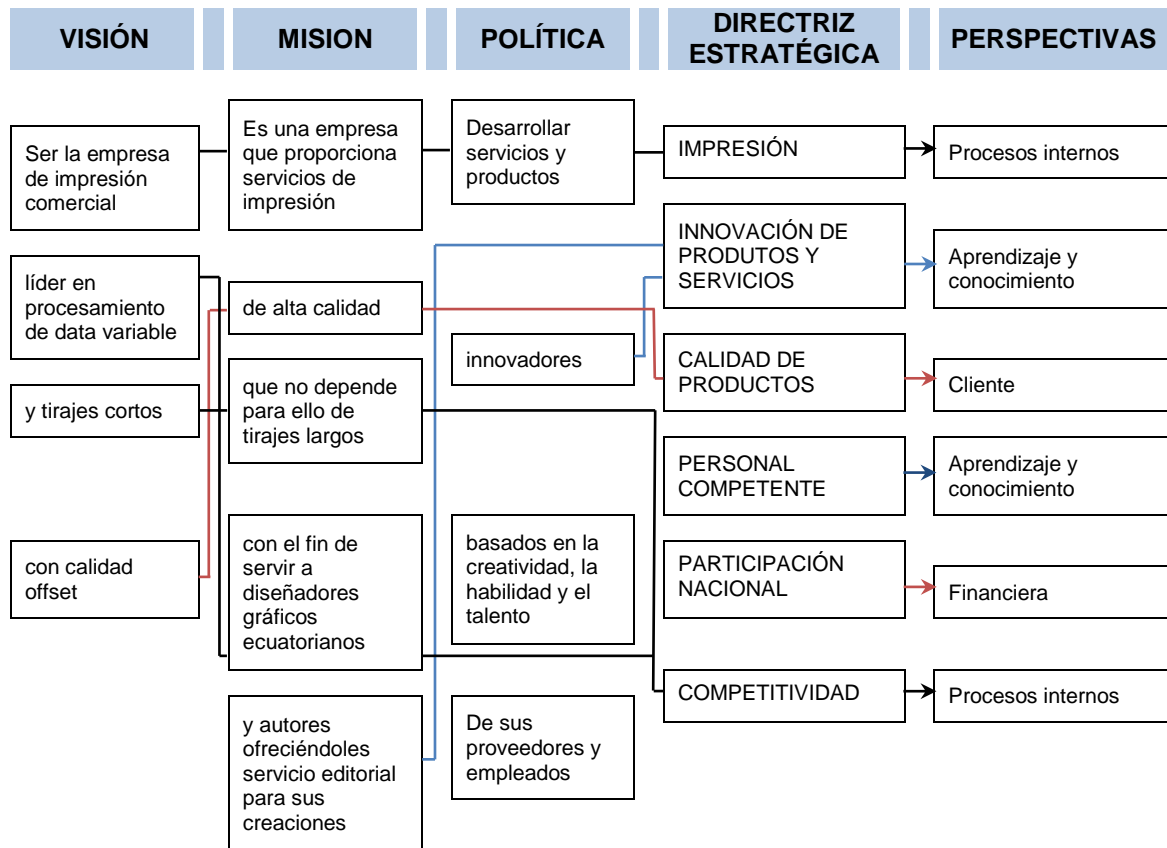 VISIÓN
MISION
POLÍTICA
DIRECTRIZ
ESTRATÉGICA
PERSPECTIVAS
Ser la empresa
de impresión
comercial
Es una empresa
que proporciona
servicios de
impresión
Desarrollar
servicios y
productos
IMPRESIÓN
Procesos internos
líder en
procesamiento
de data variable
de alta calidad
innovadores
INNOVACIÓN DE
PRODUTOS Y
SERVICIOS
Aprendizaje y
conocimiento
y tirajes cortos
que no depende
para ello de
tirajes largos
CALIDAD DE
PRODUCTOS
Cliente
PERSONAL
COMPETENTE
Aprendizaje y
conocimiento
con calidad
offset
con el fin de
servir a
diseñadores
gráficos
ecuatorianos
basados en la
creatividad, la
habilidad y el
talento
PARTICIPACIÓN
NACIONAL
Financiera
COMPETITIVIDAD
Procesos internos
y autores
ofreciéndoles
servicio editorial
para sus
creaciones
De sus
proveedores y
empleados